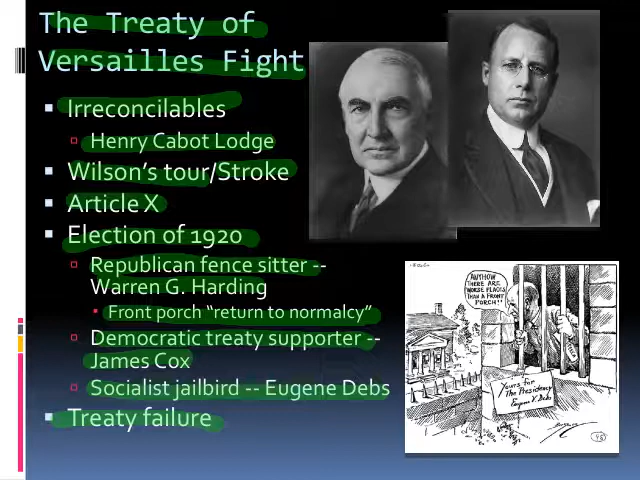 The Treaty of
Versailles Fight
Irreconcilables
Henry Cabot Lodge
Wilson's tour/Stroke
Article X
Election of 1920
Republican fence sitter --
Warren G. Harding
Front porch "return to normalcy"
Democratic treaty supporter --
James Cox
Socialist jailbird -- Eugene Debs
Treaty failure
ANYHOW
THERE ARE
WORSE PLACES
THAN A FRONT
PORCH!!
Yours for
The Presidency
Eugene V. Debs